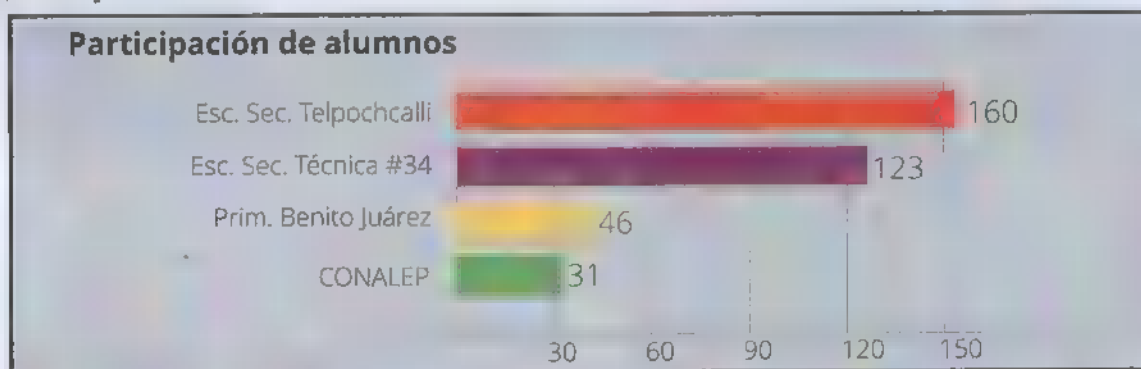 Participación de alumnos
Esc. Sec. Telpochcalli 160
Esc. Sec. Técnica #34 123
Prim. Benito Juárez 46
CONALEP 31
30 60 90 120 150